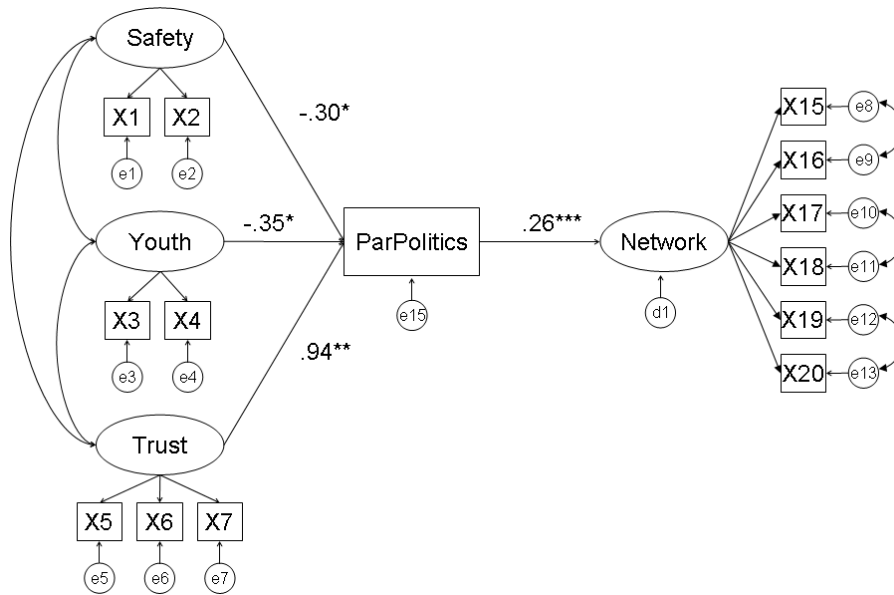 Safety
X1 X2
e1 e2
-.30*
Youth
-.35*
X3 X4
e3 e4
.94**
Trust
X5 X6 X7
e5 e6 e7
ParPolitics
e15
.26***
Network
d1
X15 e8
X16 e9
X17 e10
X18 e11
X19 e12
X20 e13